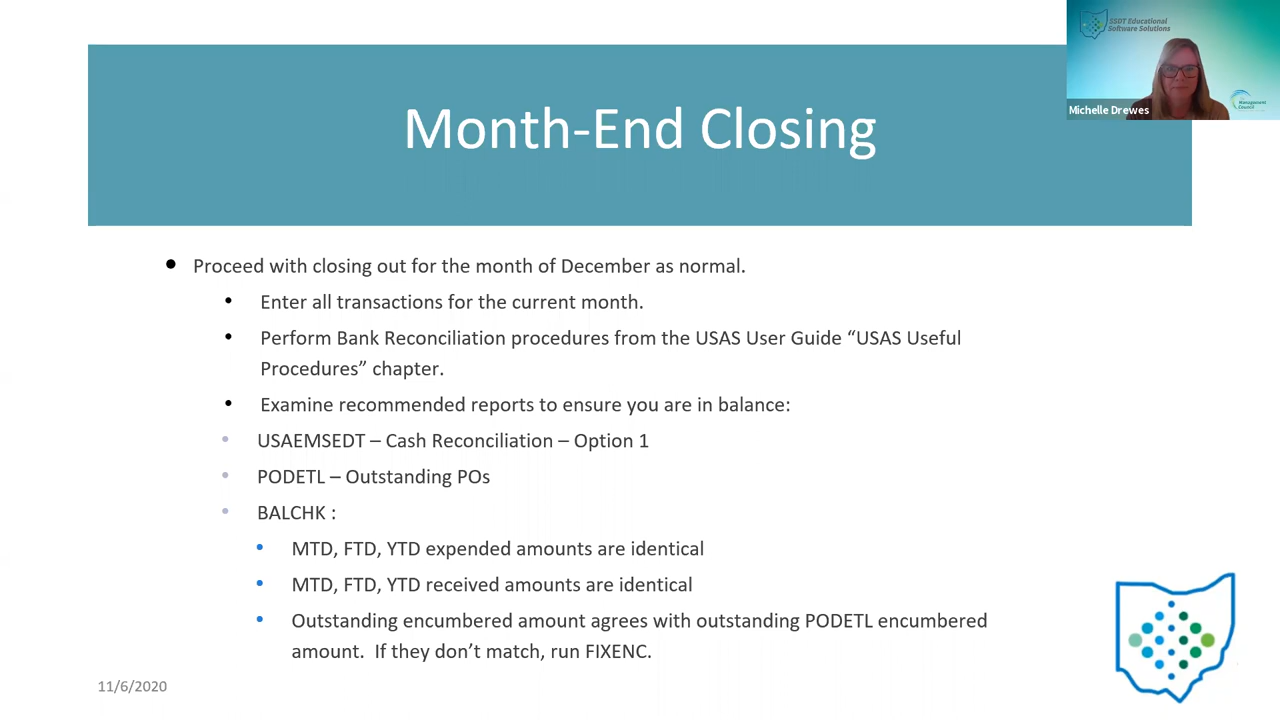 SSDT Educational
Software Solutions
Management
Council
Michelle Drewes
Month-End Closing
• Proceed with closing out for the month of December as normal.
• Enter all transactions for the current month.
• Perform Bank Reconciliation procedures from the USAS User Guide “USAS Useful
Procedures” chapter.
• Examine recommended reports to ensure you are in balance:
• USAEMSEDT – Cash Reconciliation – Option 1
• PODETL – Outstanding POs
• BALCHK :
• MTD, FTD, YTD expended amounts are identical
• MTD, FTD, YTD received amounts are identical
• Outstanding encumbered amount agrees with outstanding PODETL encumbered
amount.  If they don’t match, run FIXENC.
11/6/2020